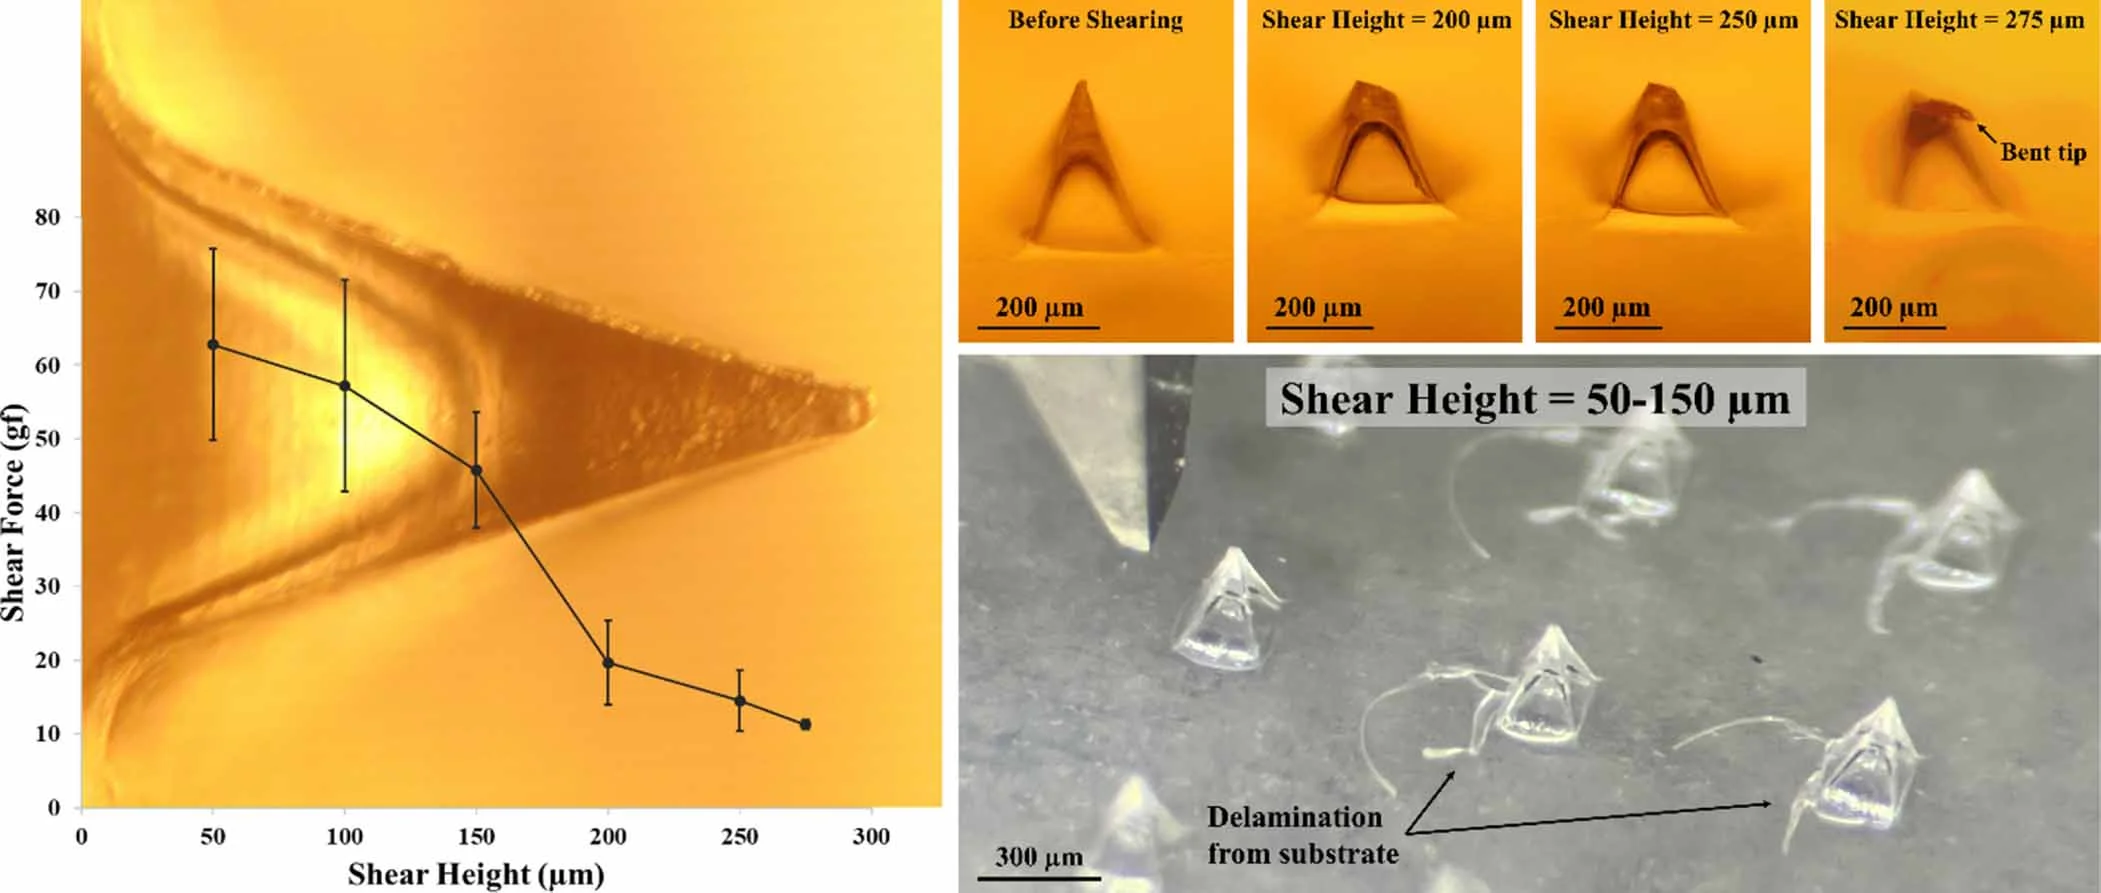 80
70
60
50
40
30
20
10
0
0 50 100 150 200 250 300
Shear Force (gf)
Shear Height (µm)
Before Shearing
200 µm
Shear Height = 200 µm
200 µm
Shear Height = 250 µm
200 µm
Shear Height = 275 µm
Bent tip
200 µm
Shear Height = 50-150 µm
Delamination
from substrate
300 µm